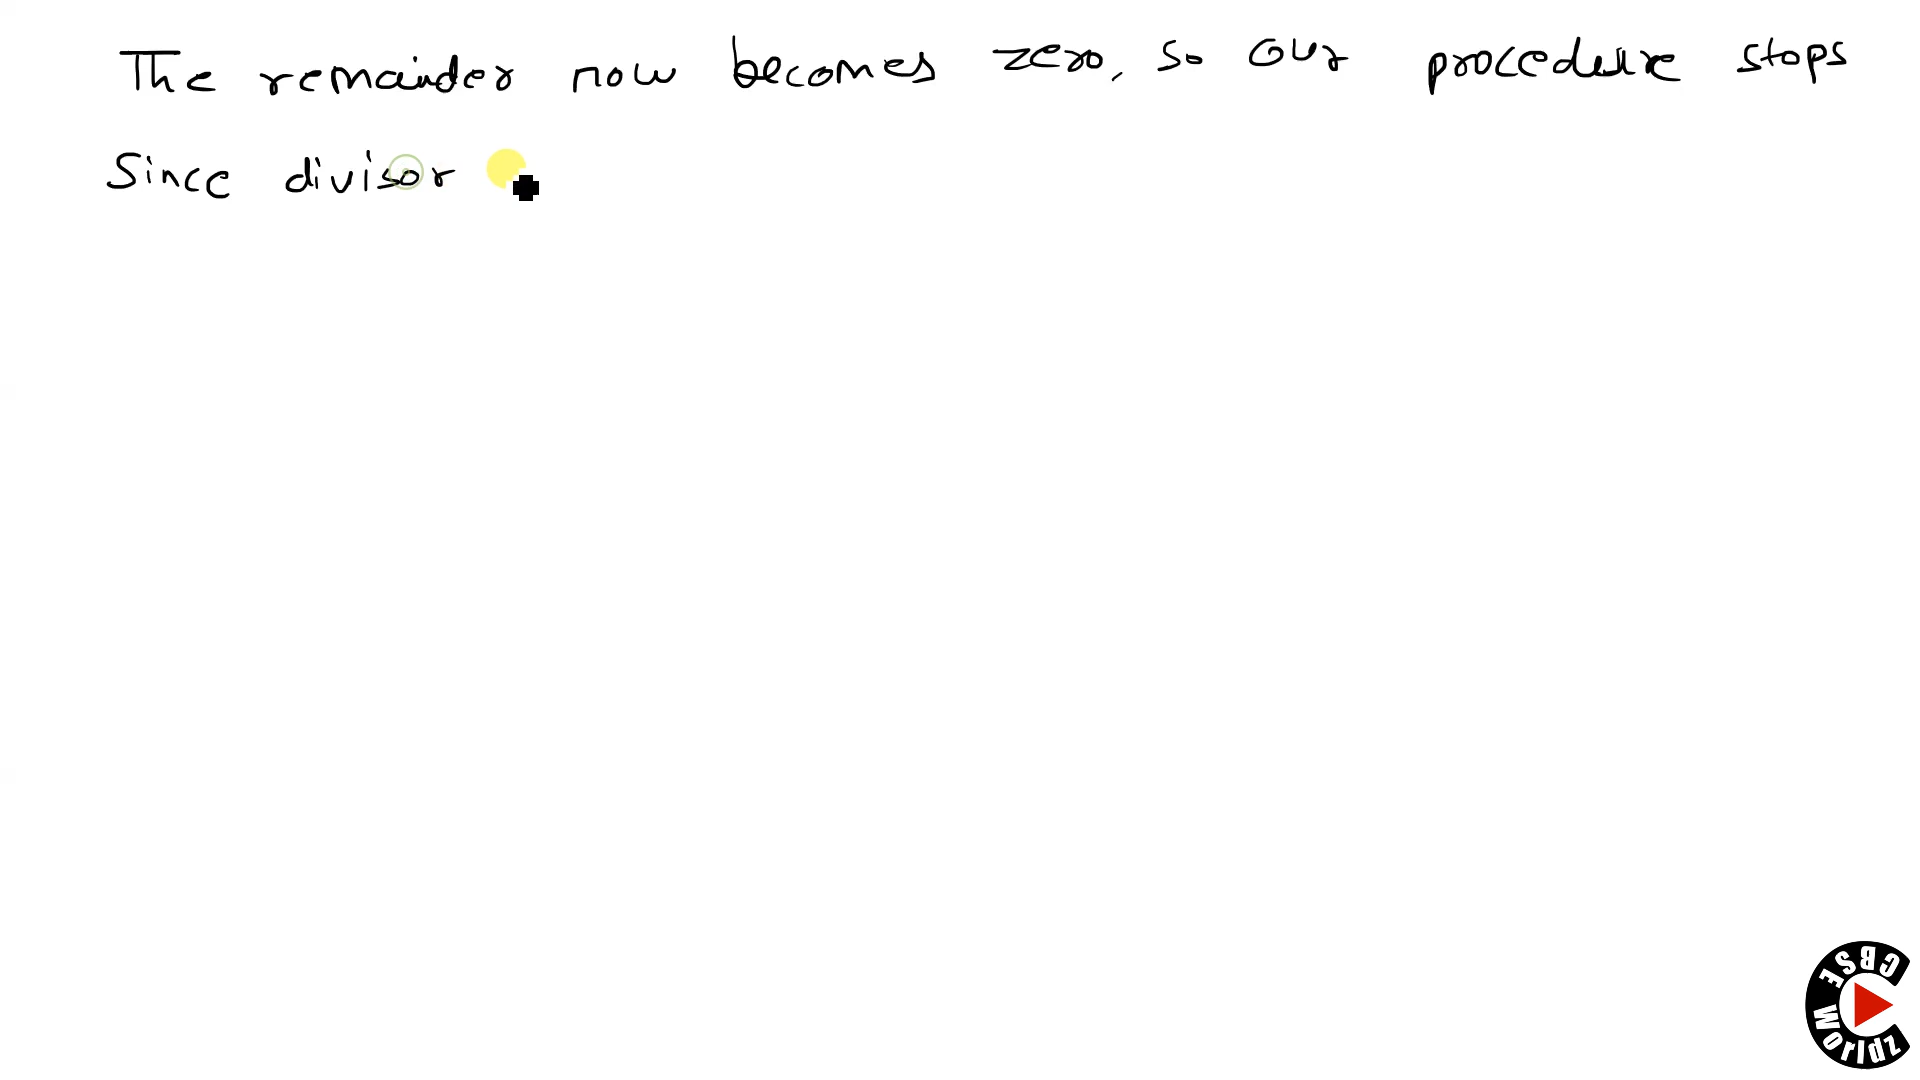 The remainder now becomes zero, so our procedure stops
Since divisor
CBSE Worldz